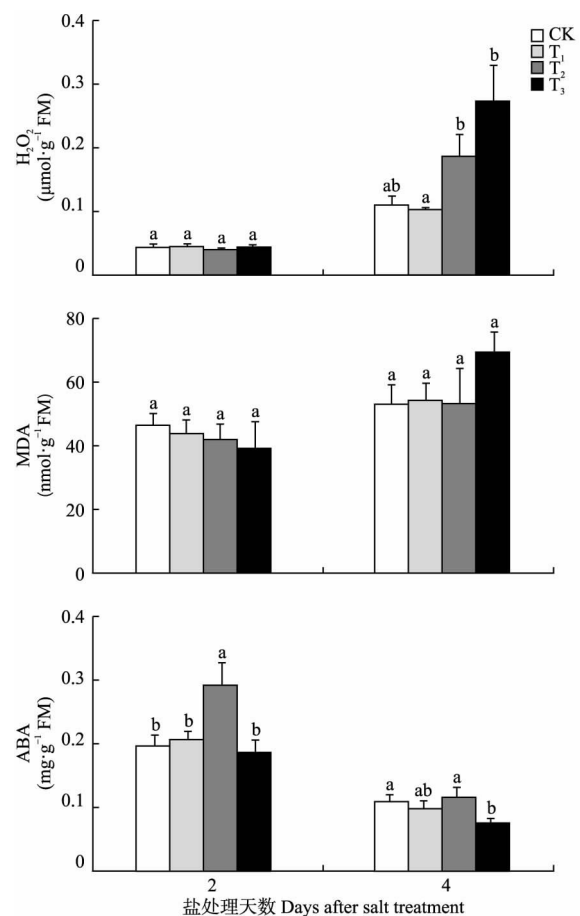 CK
T₁
T₂
T₃
H₂O₂
(μmol·g⁻¹ FM)
0.4
0.3
0.2
0.1
0
a a a a
ab a b b
MDA
(nmol·g⁻¹ FM)
80
60
40
20
0
a a a a
a a a a
ABA
(mg·g⁻¹ FM)
0.4
0.3
0.2
0.1
0
b b a b
a ab a b
2 4
盐处理天数 Days after salt treatment